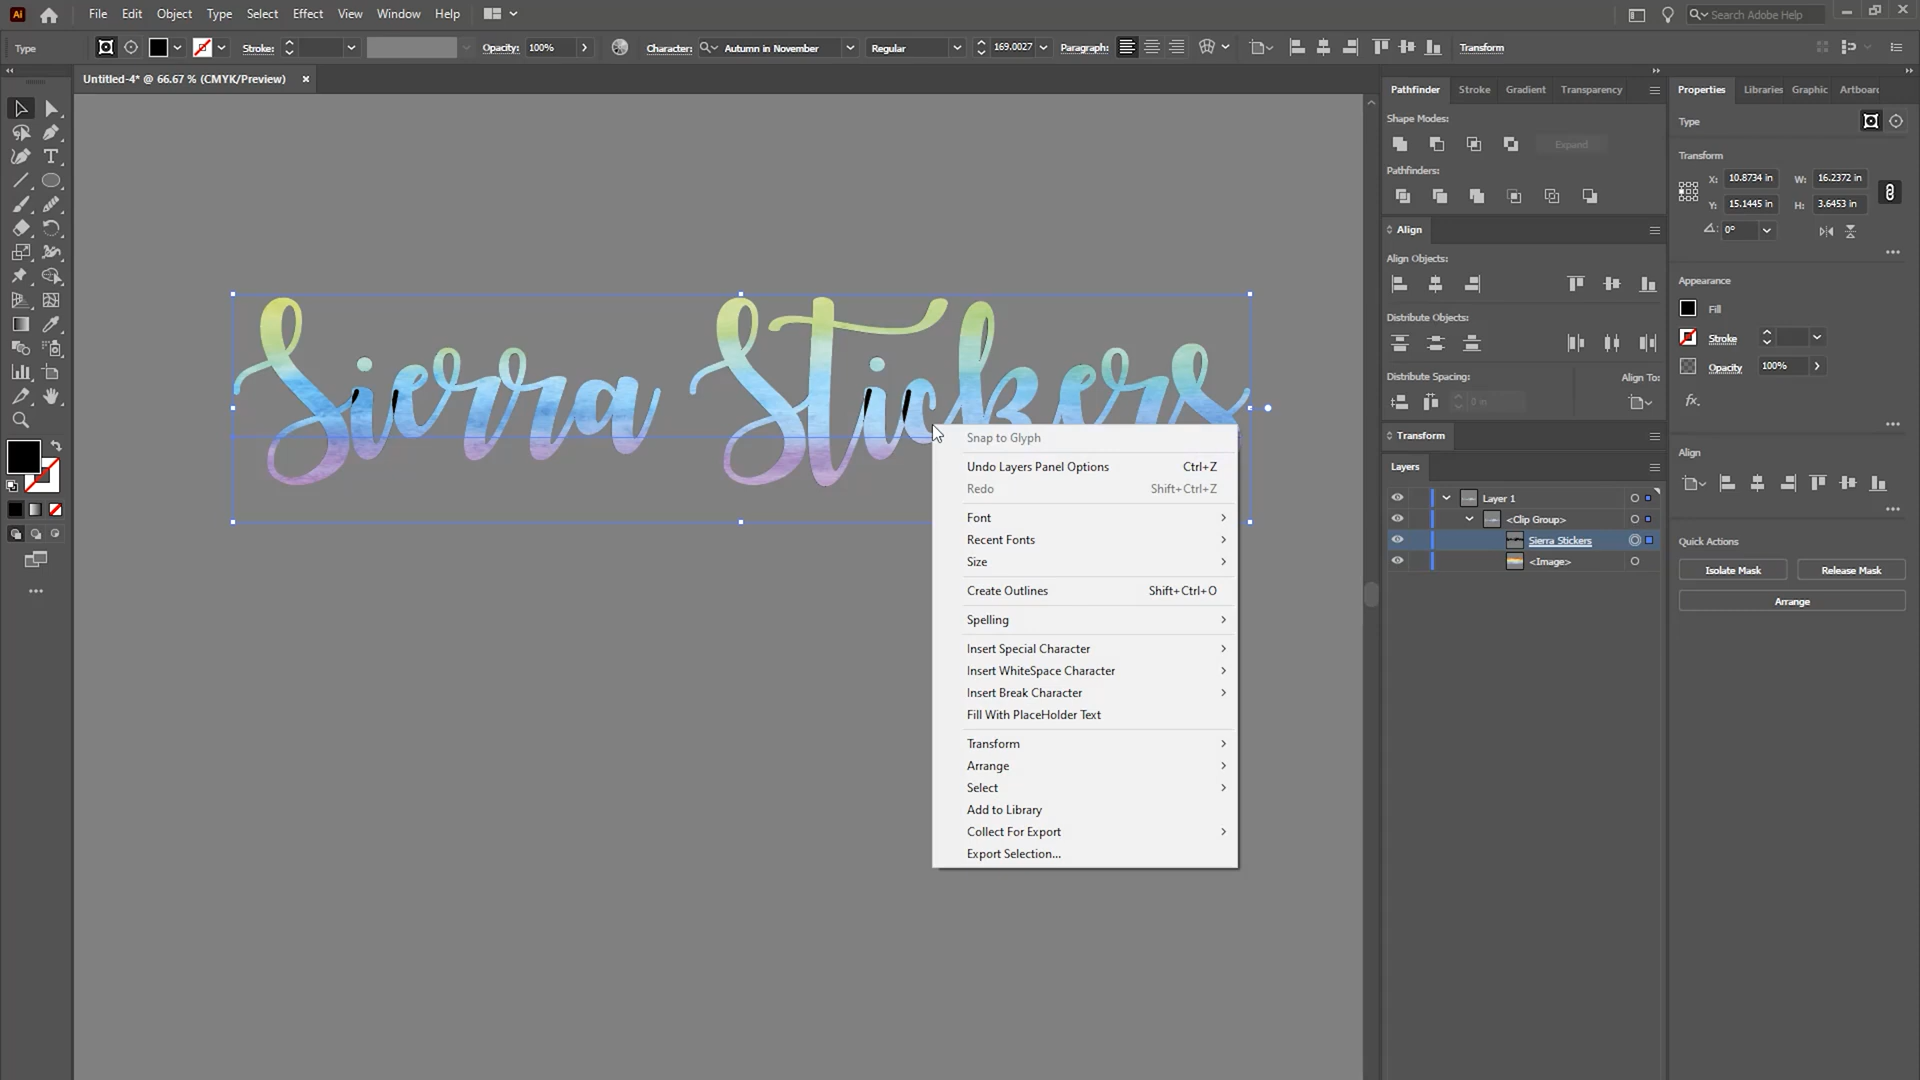 Ai File Edit Object Type Select Effect View Window Help Search Adobe Help
Type Stroke: Opacity: 100% Character: Autumn in November Regular 169.0027 Paragraph: Transform
Untitled-4* @ 66.67 % (CMYK/Preview)
Sierra Stickers
Snap to Glyph
Undo Layers Panel Options Ctrl+Z
Redo Shift+Ctrl+Z
Font
Recent Fonts
Size
Create Outlines Shift+Ctrl+O
Spelling
Insert Special Character
Insert WhiteSpace Character
Insert Break Character
Fill With PlaceHolder Text
Transform
Arrange
Select
Add to Library
Collect For Export
Export Selection...
Pathfinder Stroke Gradient Transparency
Shape Modes:
Expand
Pathfinders:
Align
Align Objects:
Distribute Objects:
Distribute Spacing: Align To:
0 in
Transform
Layers
Layer 1
<Clip Group>
Sierra Stickers
<Image>
Properties Libraries Graphic Artboard
Type
Transform
X: 10.8734 in W: 16.2372 in
Y: 15.1445 in H: 3.6453 in
0°
Appearance
Fill
Stroke
Opacity 100%
fx.
Align
Quick Actions
Isolate Mask Release Mask
Arrange